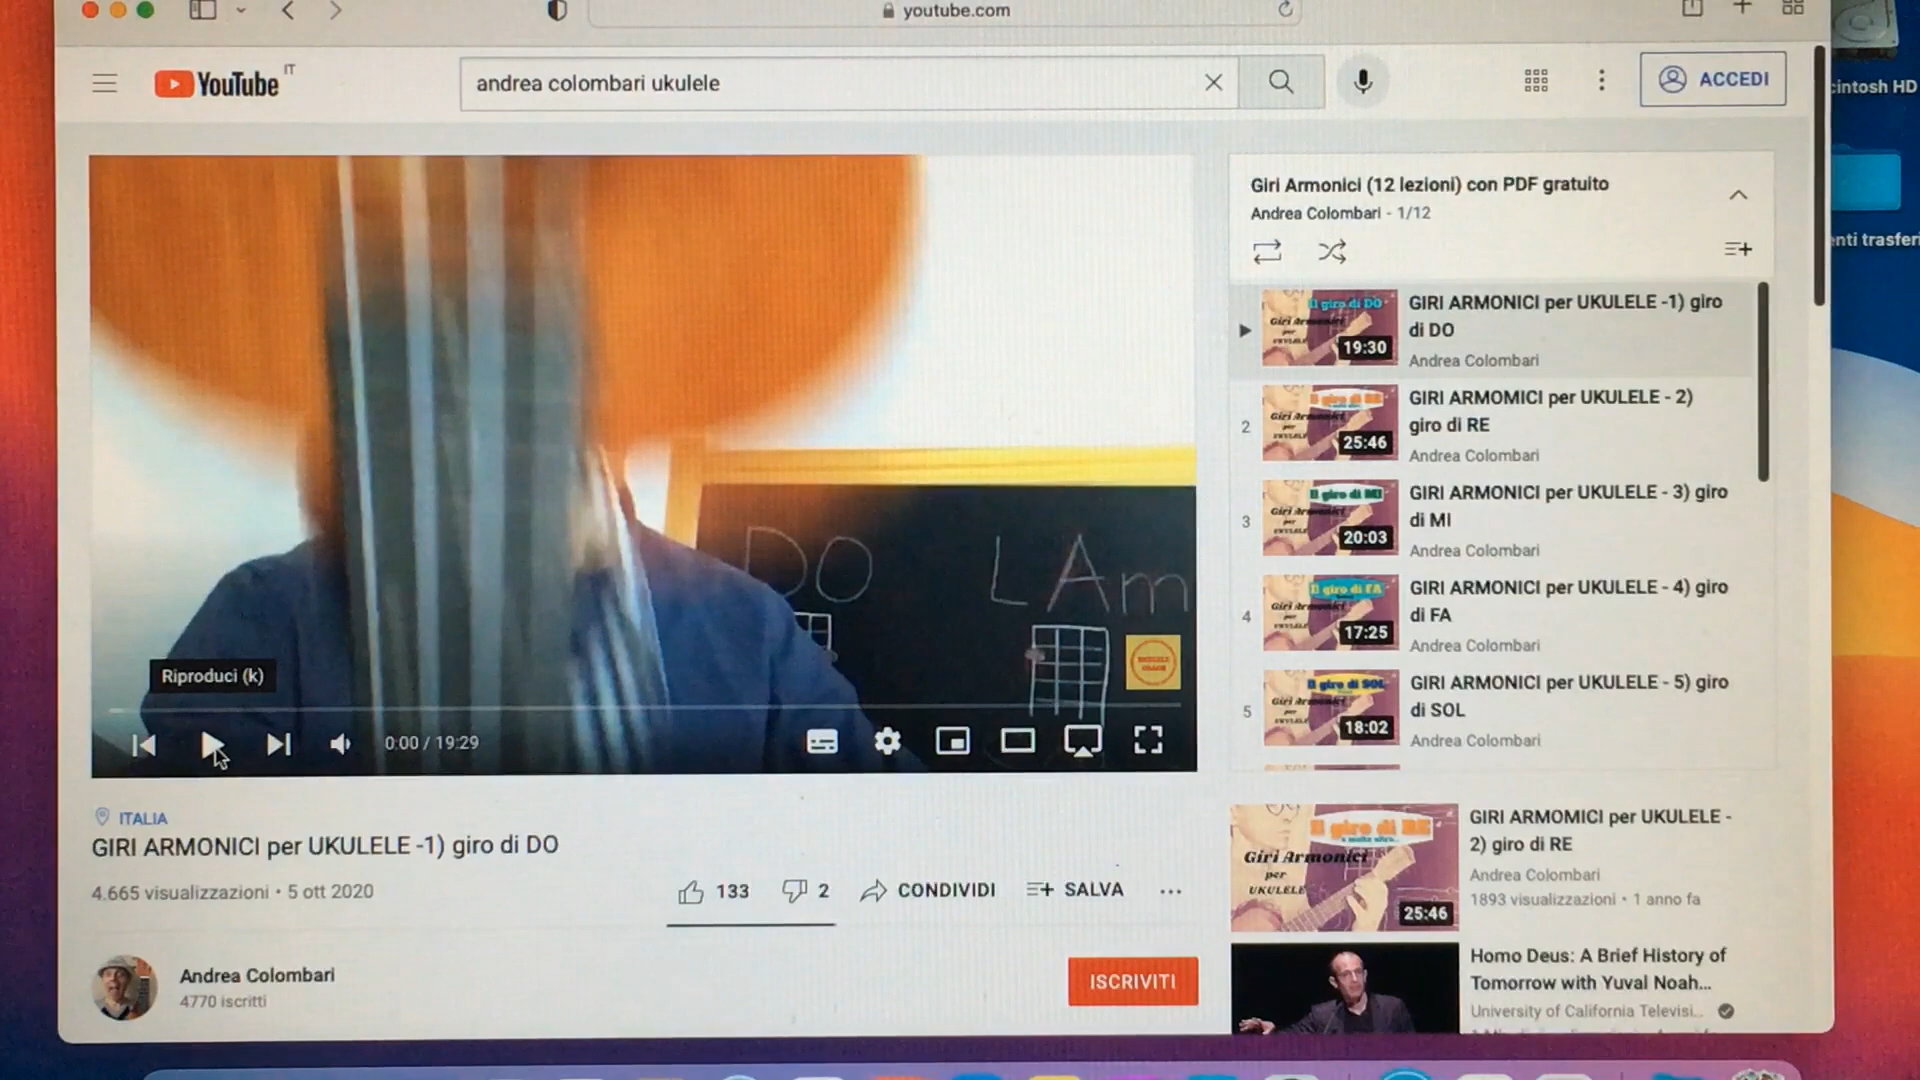 youtube.com
YouTube IT
andrea colombari ukulele
ACCEDI
DO LAm
Riproduci (k)
0:00 / 19:29
ITALIA
GIRI ARMONICI per UKULELE -1) giro di DO
4.665 visualizzazioni • 5 ott 2020
133 2 CONDIVIDI SALVA
Andrea Colombari
4770 iscritti
ISCRIVITI
Giri Armonici (12 lezioni) con PDF gratuito
Andrea Colombari - 1/12
Il giro di DO
Giri Armonici
per
UKULELE
19:30
GIRI ARMONICI per UKULELE -1) giro
di DO
Andrea Colombari
2
Il giro di RE
Giri Armonici
per
UKULELE
25:46
GIRI ARMOMICI per UKULELE - 2)
giro di RE
Andrea Colombari
3
Il giro di MI
Giri Armonici
per
UKULELE
20:03
GIRI ARMONICI per UKULELE - 3) giro
di MI
Andrea Colombari
4
Il giro di FA
Giri Armonici
per
UKULELE
17:25
GIRI ARMONICI per UKULELE - 4) giro
di FA
Andrea Colombari
5
Il giro di SOL
Giri Armonici
per
UKULELE
18:02
GIRI ARMONICI per UKULELE - 5) giro
di SOL
Andrea Colombari
Il giro di RE
Giri Armonici
per
UKULELE
25:46
GIRI ARMOMICI per UKULELE -
2) giro di RE
Andrea Colombari
1893 visualizzazioni • 1 anno fa
Homo Deus: A Brief History of
Tomorrow with Yuval Noah...
University of California Televisi...
cintosh HD
enti trasferi